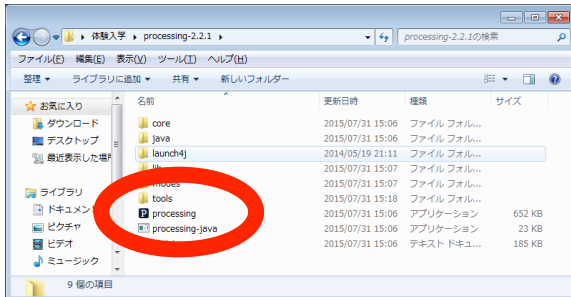 体験入学 ▸ processing-2.2.1 ▸
processing-2.2.1の検索
ファイル(F) 編集(E) 表示(V) ツール(T) ヘルプ(H)
整理 ライブラリに追加 共有 新しいフォルダー
お気に入り
ダウンロード
デスクトップ
最近表示した場所
ライブラリ
ドキュメン
ピクチャ
ビデオ
ミュージック
名前 更新日時 種類 サイズ
core 2015/07/31 15:06 ファイル フォル...
java 2015/07/31 15:06 ファイル フォル...
launch4j 2014/05/19 21:11 ファイル フォル...
lib 2015/07/31 15:07 ファイル フォル...
modes 2015/07/31 15:07 ファイル フォル...
tools 2015/07/31 15:18 ファイル フォル...
processing 2015/07/31 15:06 アプリケーション 652 KB
processing-java 2015/07/31 15:06 アプリケーション 23 KB
2015/07/31 15:06 テキスト ドキュ... 185 KB
9 個の項目